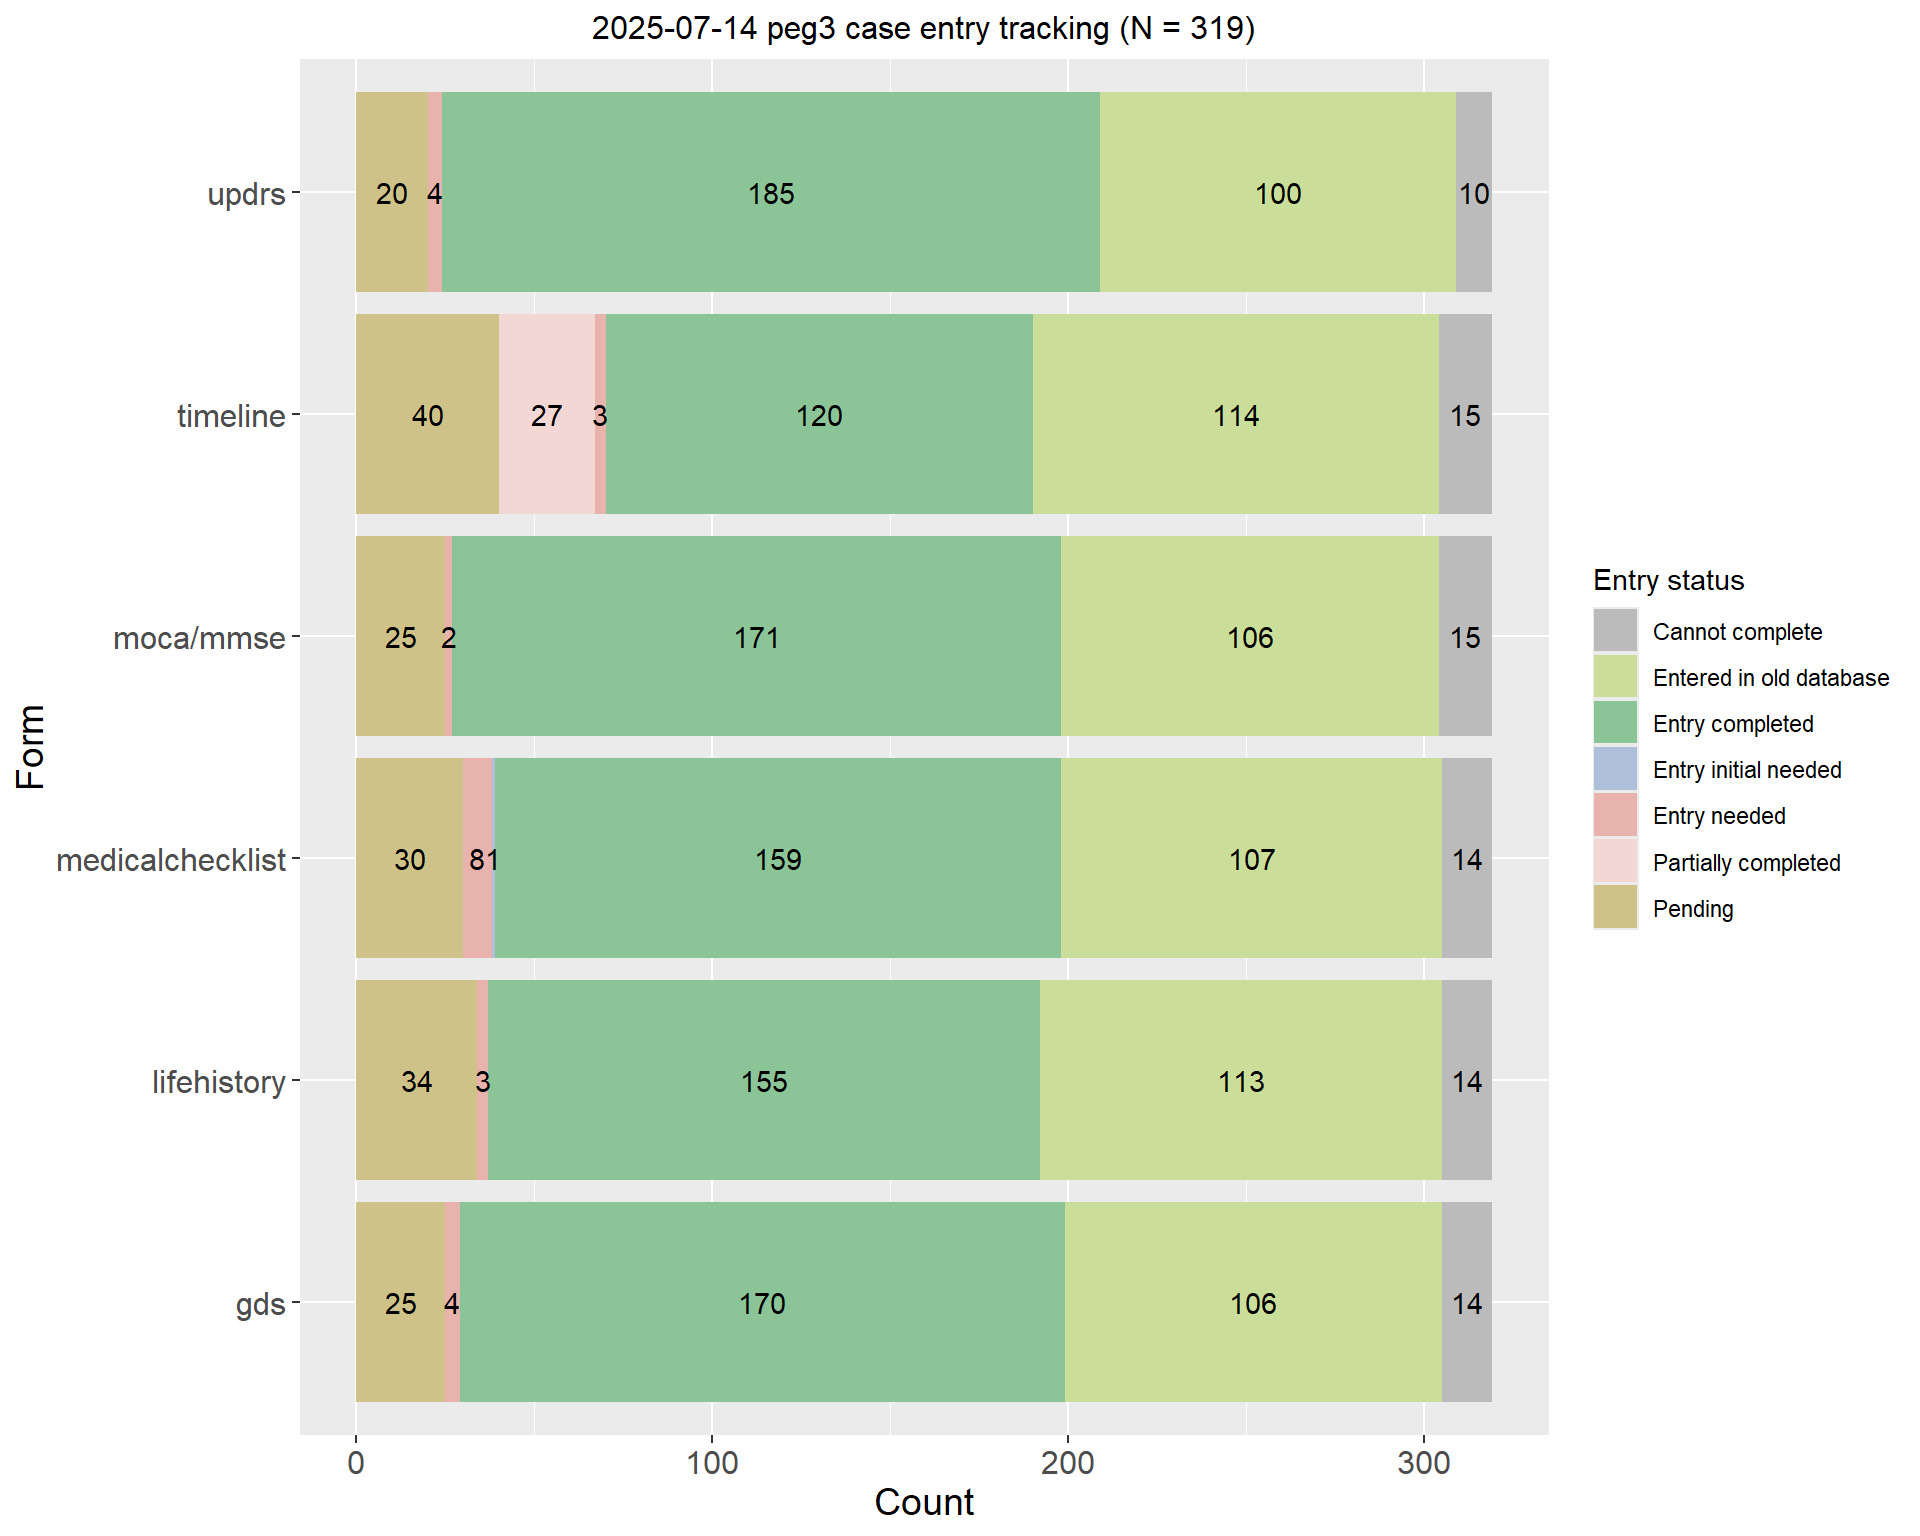 2025-07-14 peg3 case entry tracking (N = 319)
updrs 20 4 185 100 10
timeline 40 27 3 120 114 15
moca/mmse 25 2 171 106 15
medicalchecklist 30 8 1 159 107 14
lifehistory 34 3 155 113 14
gds 25 4 170 106 14
0 100 200 300
Count
Form
Entry status
Cannot complete
Entered in old database
Entry completed
Entry initial needed
Entry needed
Partially completed
Pending